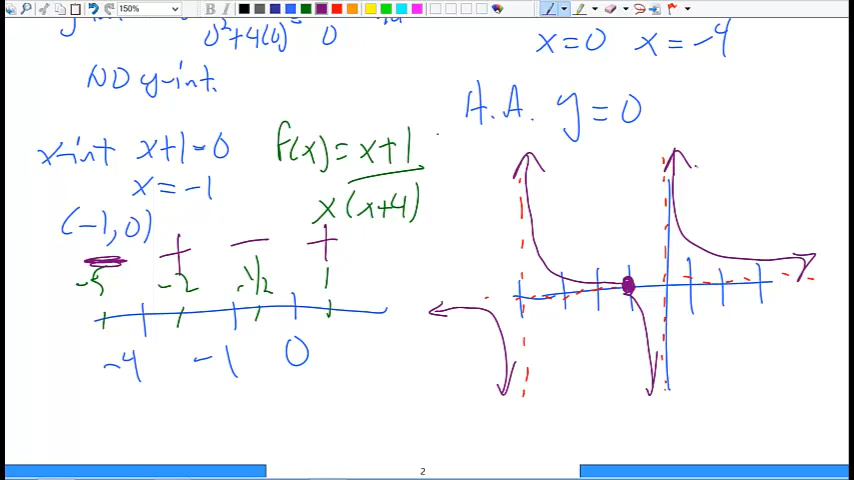 150%
B I U
0²+4(0) = 0
x=0 x=-4
NO y-int.
H.A. y=0
x-int x+1=0
x=-1
(-1,0)
f(x) = x+1
x(x+4)
- + - +
-5 -2 -1/2 1
-4 -1 0
2